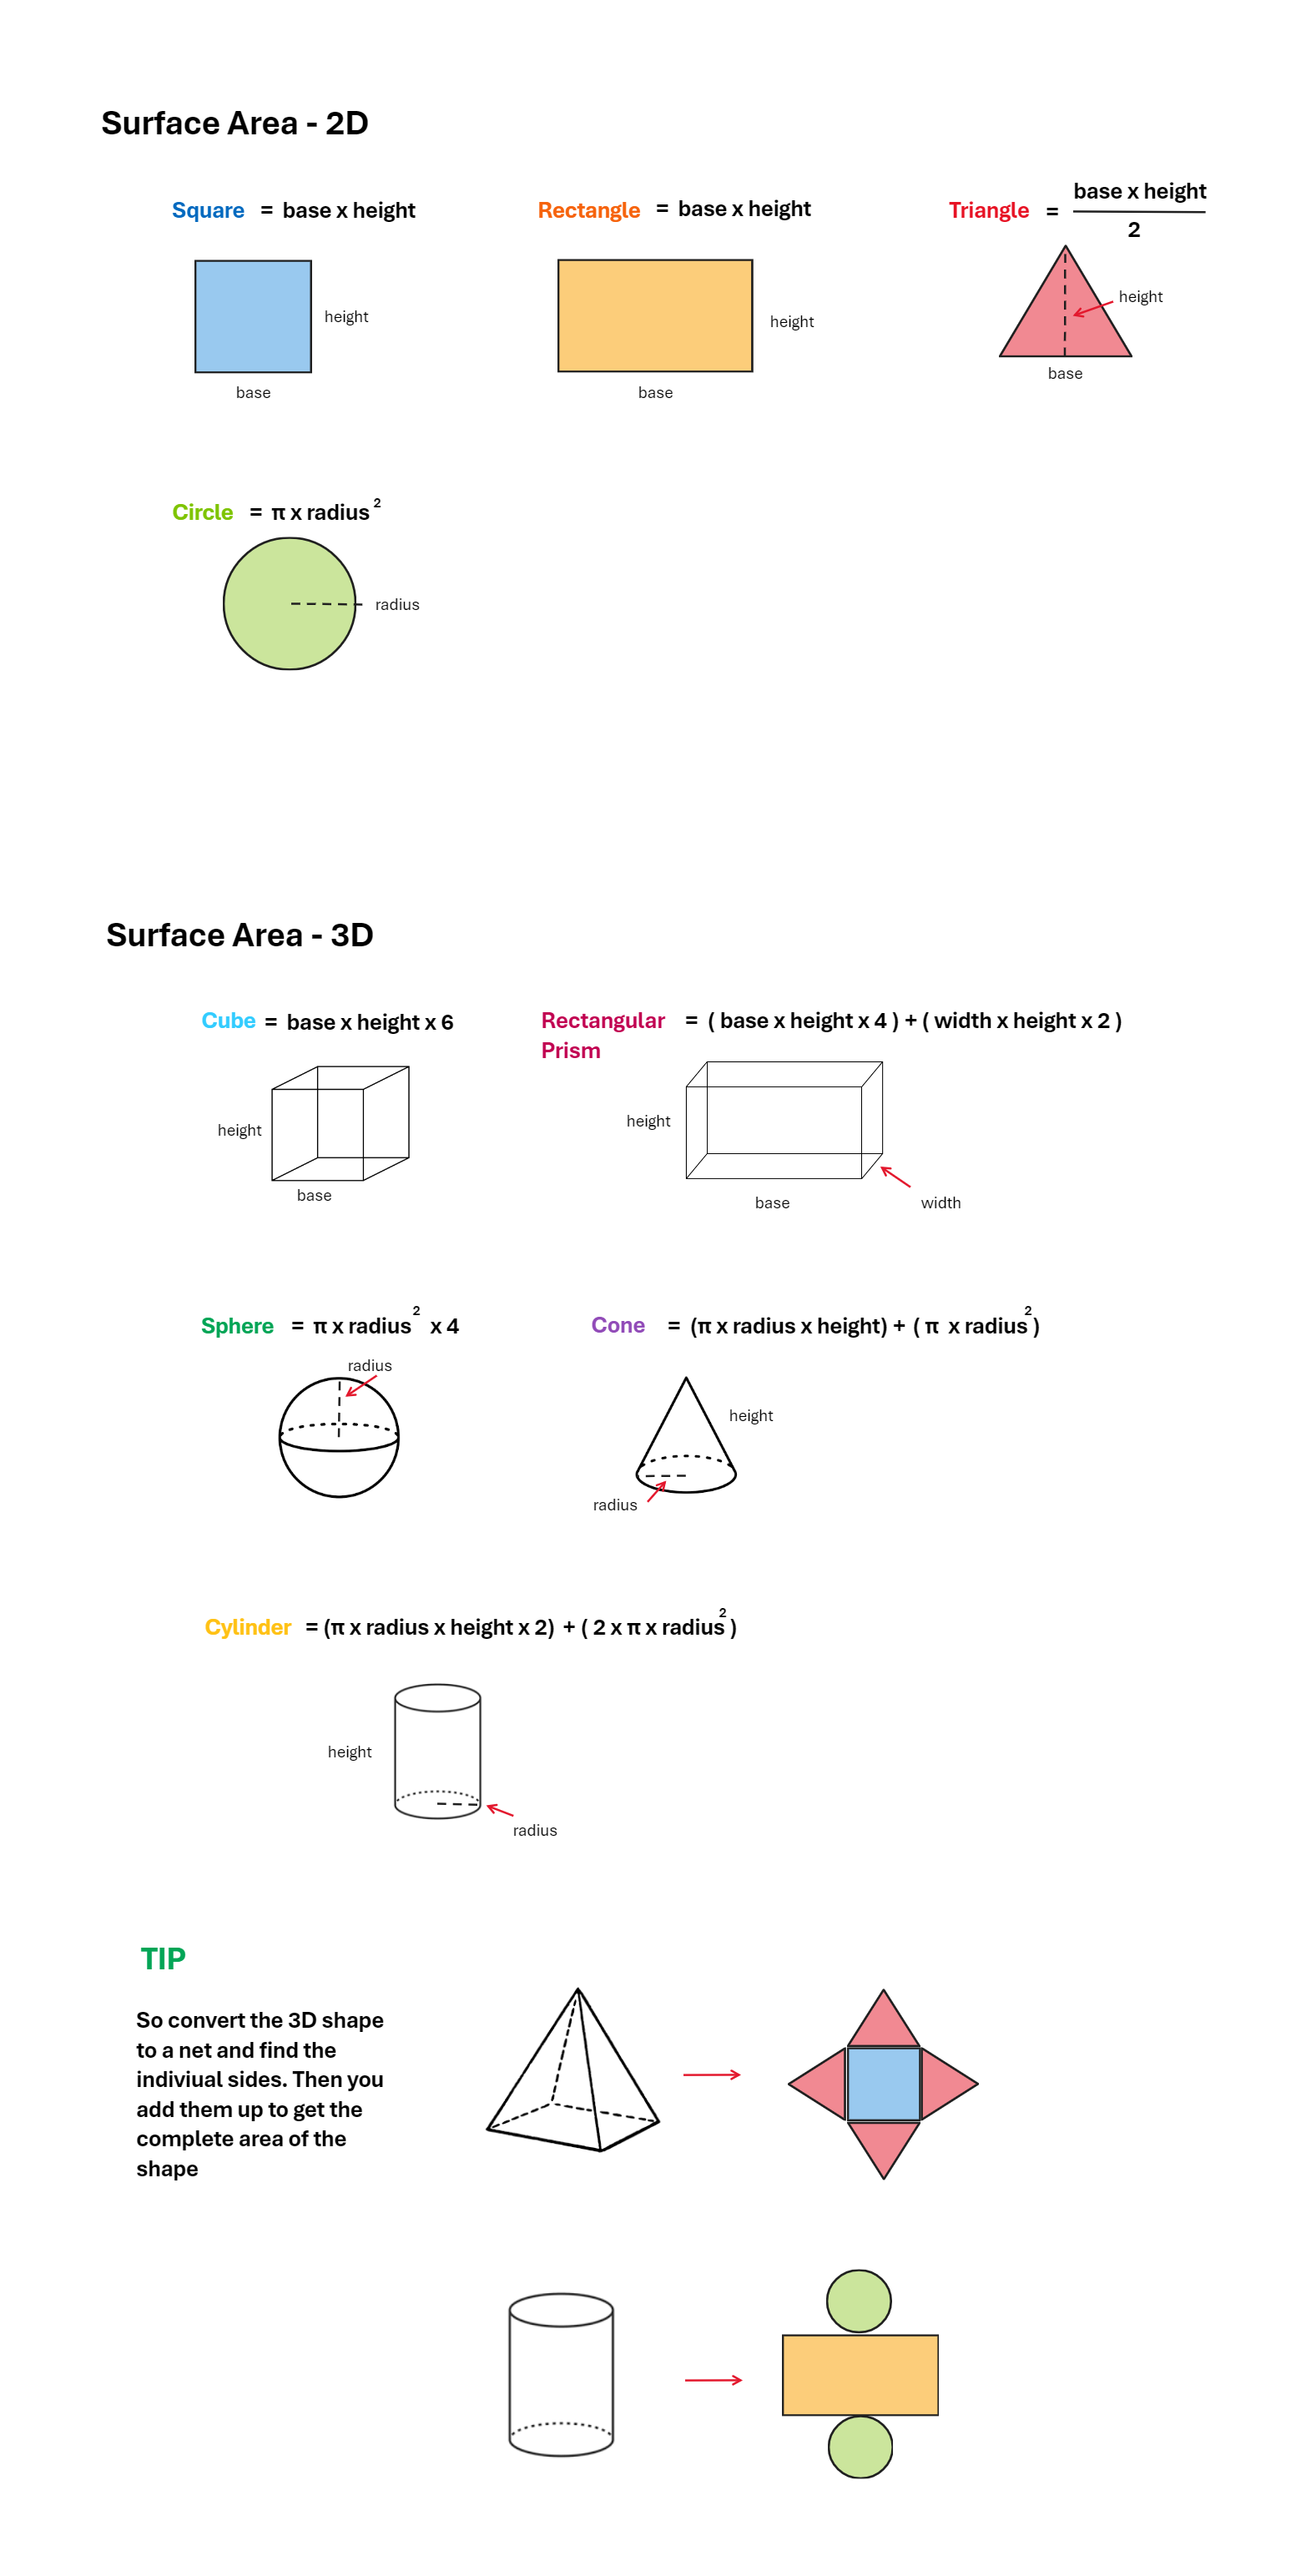 Surface Area - 2D
Square = base x height
Rectangle = base x height
Triangle = base x height
2
height
base
height
base
height
base
Circle = π x radius 2
radius
Surface Area - 3D
Cube = base x height x 6
Rectangular Prism = ( base x height x 4 ) + ( width x height x 2 )
height
base
height
base
width
Sphere = π x radius 2 x 4
radius
Cone = (π x radius x height) + ( π x radius 2 )
height
radius
Cylinder = (π x radius x height x 2) + ( 2 x π x radius 2 )
height
radius
TIP
So convert the 3D shape
to a net and find the
indiviual sides. Then you
add them up to get the
complete area of the
shape